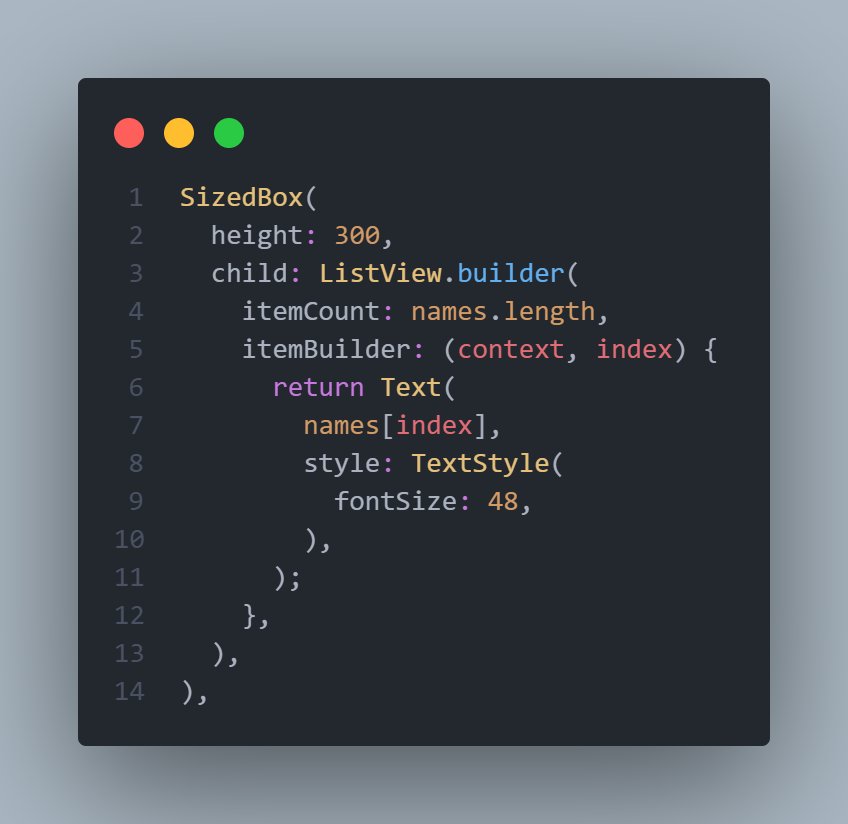 1 SizedBox(
2   height: 300,
3   child: ListView.builder(
4     itemCount: names.length,
5     itemBuilder: (context, index) {
6       return Text(
7         names[index],
8         style: TextStyle(
9           fontSize: 48,
10         ),
11       );
12     },
13   ),
14 ),